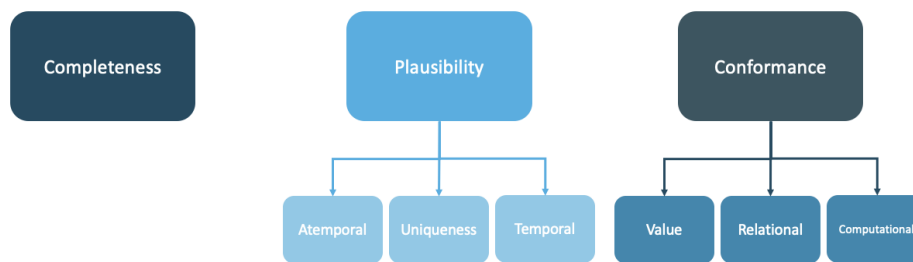 Completeness
Plausibility
Conformance
Atemporal
Uniqueness
Temporal
Value
Relational
Computational